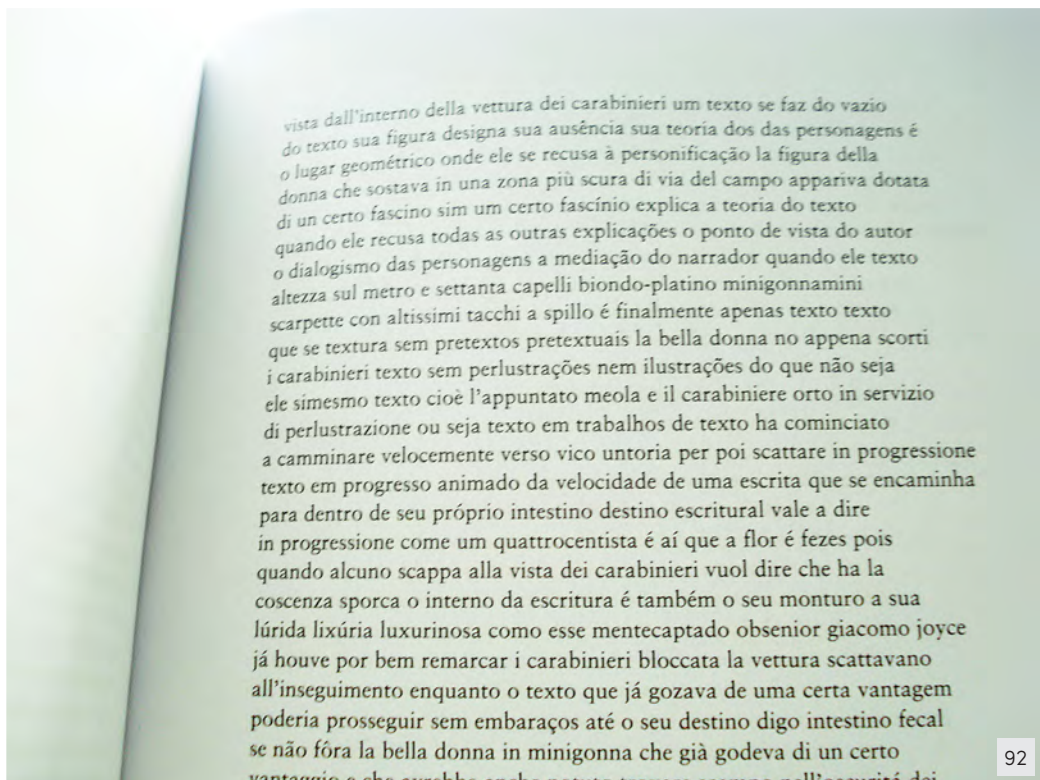 vista dall'interno della vettura dei carabinieri um texto se faz do vazio
do texto sua figura designa sua ausência sua teoria dos das personagens é
o lugar geométrico onde ele se recusa à personificação la figura della
donna che sostava in una zona più scura di via del campo appariva dotata
di un certo fascino sim um certo fascínio explica a teoria do texto
quando ele recusa todas as outras explicações o ponto de vista do autor
o dialogismo das personagens a mediação do narrador quando ele texto
altezza sul metro e settanta capelli biondo-platino minigonnamini
scarpette con altissimi tacchi a spillo é finalmente apenas texto texto
que se textura sem pretextos pretextuais la bella donna no appena scorti
i carabinieri texto sem perlustrações nem ilustrações do que não seja
ele simesmo texto cioè l'appuntato meola e il carabiniere orto in servizio
di perlustrazione ou seja texto em trabalhos de texto ha cominciato
a camminare velocemente verso vico untoria per poi scattare in progressione
texto em progresso animado da velocidade de uma escrita que se encaminha
para dentro de seu próprio intestino destino escritural vale a dire
in progressione come um quattrocentista é aí que a flor é fezes pois
quando alcuno scappa alla vista dei carabinieri vuol dire che ha la
coscenza sporca o interno da escritura é também o seu monturo a sua
lúrida lixúria luxurinosa como esse mentecaptado obsenior giacomo joyce
já houve por bem remarcar i carabinieri bloccata la vettura scattavano
all'inseguimento enquanto o texto que já gozava de uma certa vantagem
poderia prosseguir sem embaraços até o seu destino digo intestino fecal
se não fôra la bella donna in minigonna che già godeva di un certo
92